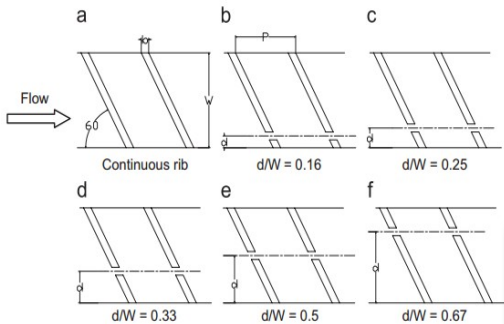 a
b
c
Flow
60
b
W
P
d
d
Continuous rib
d/W = 0.16
d/W = 0.25
d
e
f
d
d
d
d/W = 0.33
d/W = 0.5
d/W = 0.67